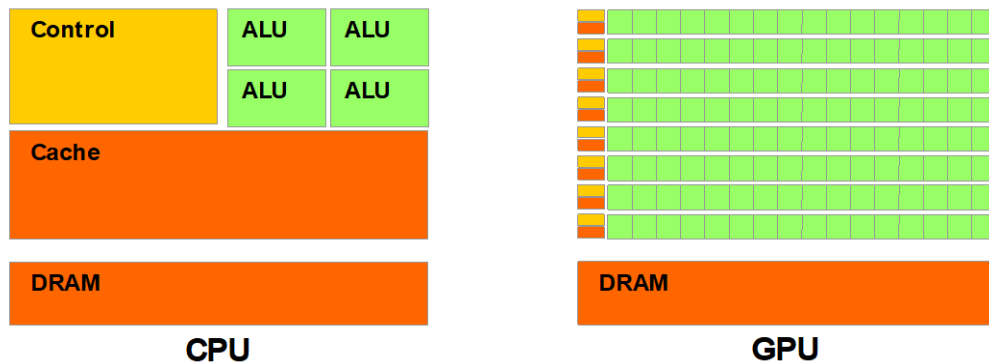 Control
ALU ALU
ALU ALU
Cache
DRAM
CPU
DRAM
GPU